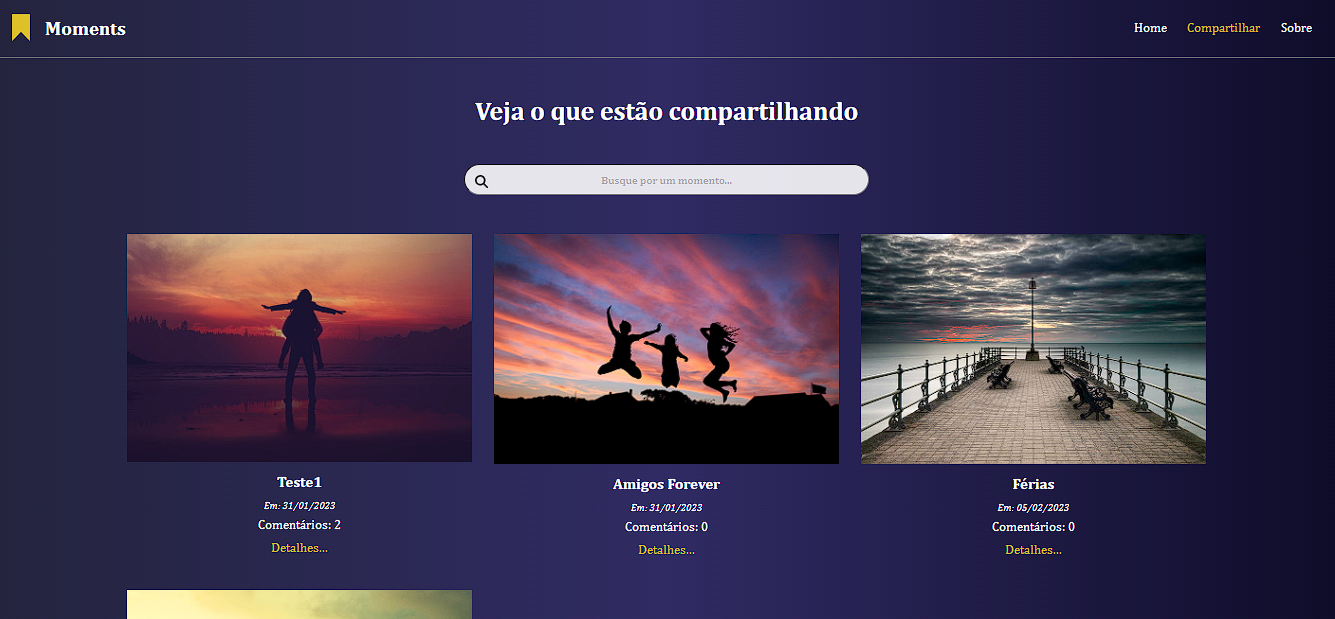 Moments
Home Compartilhar Sobre
Veja o que estão compartilhando
Busque por um momento...
Teste1
Em: 31/01/2023
Comentários: 2
Detalhes...
Amigos Forever
Em: 31/01/2023
Comentários: 0
Detalhes...
Férias
Em: 05/02/2023
Comentários: 0
Detalhes...